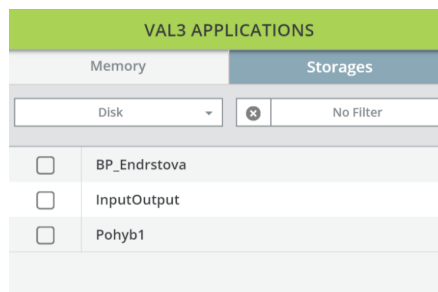 VAL3 APPLICATIONS
Memory Storages
Disk No Filter
BP_Endrstova
InputOutput
Pohyb1